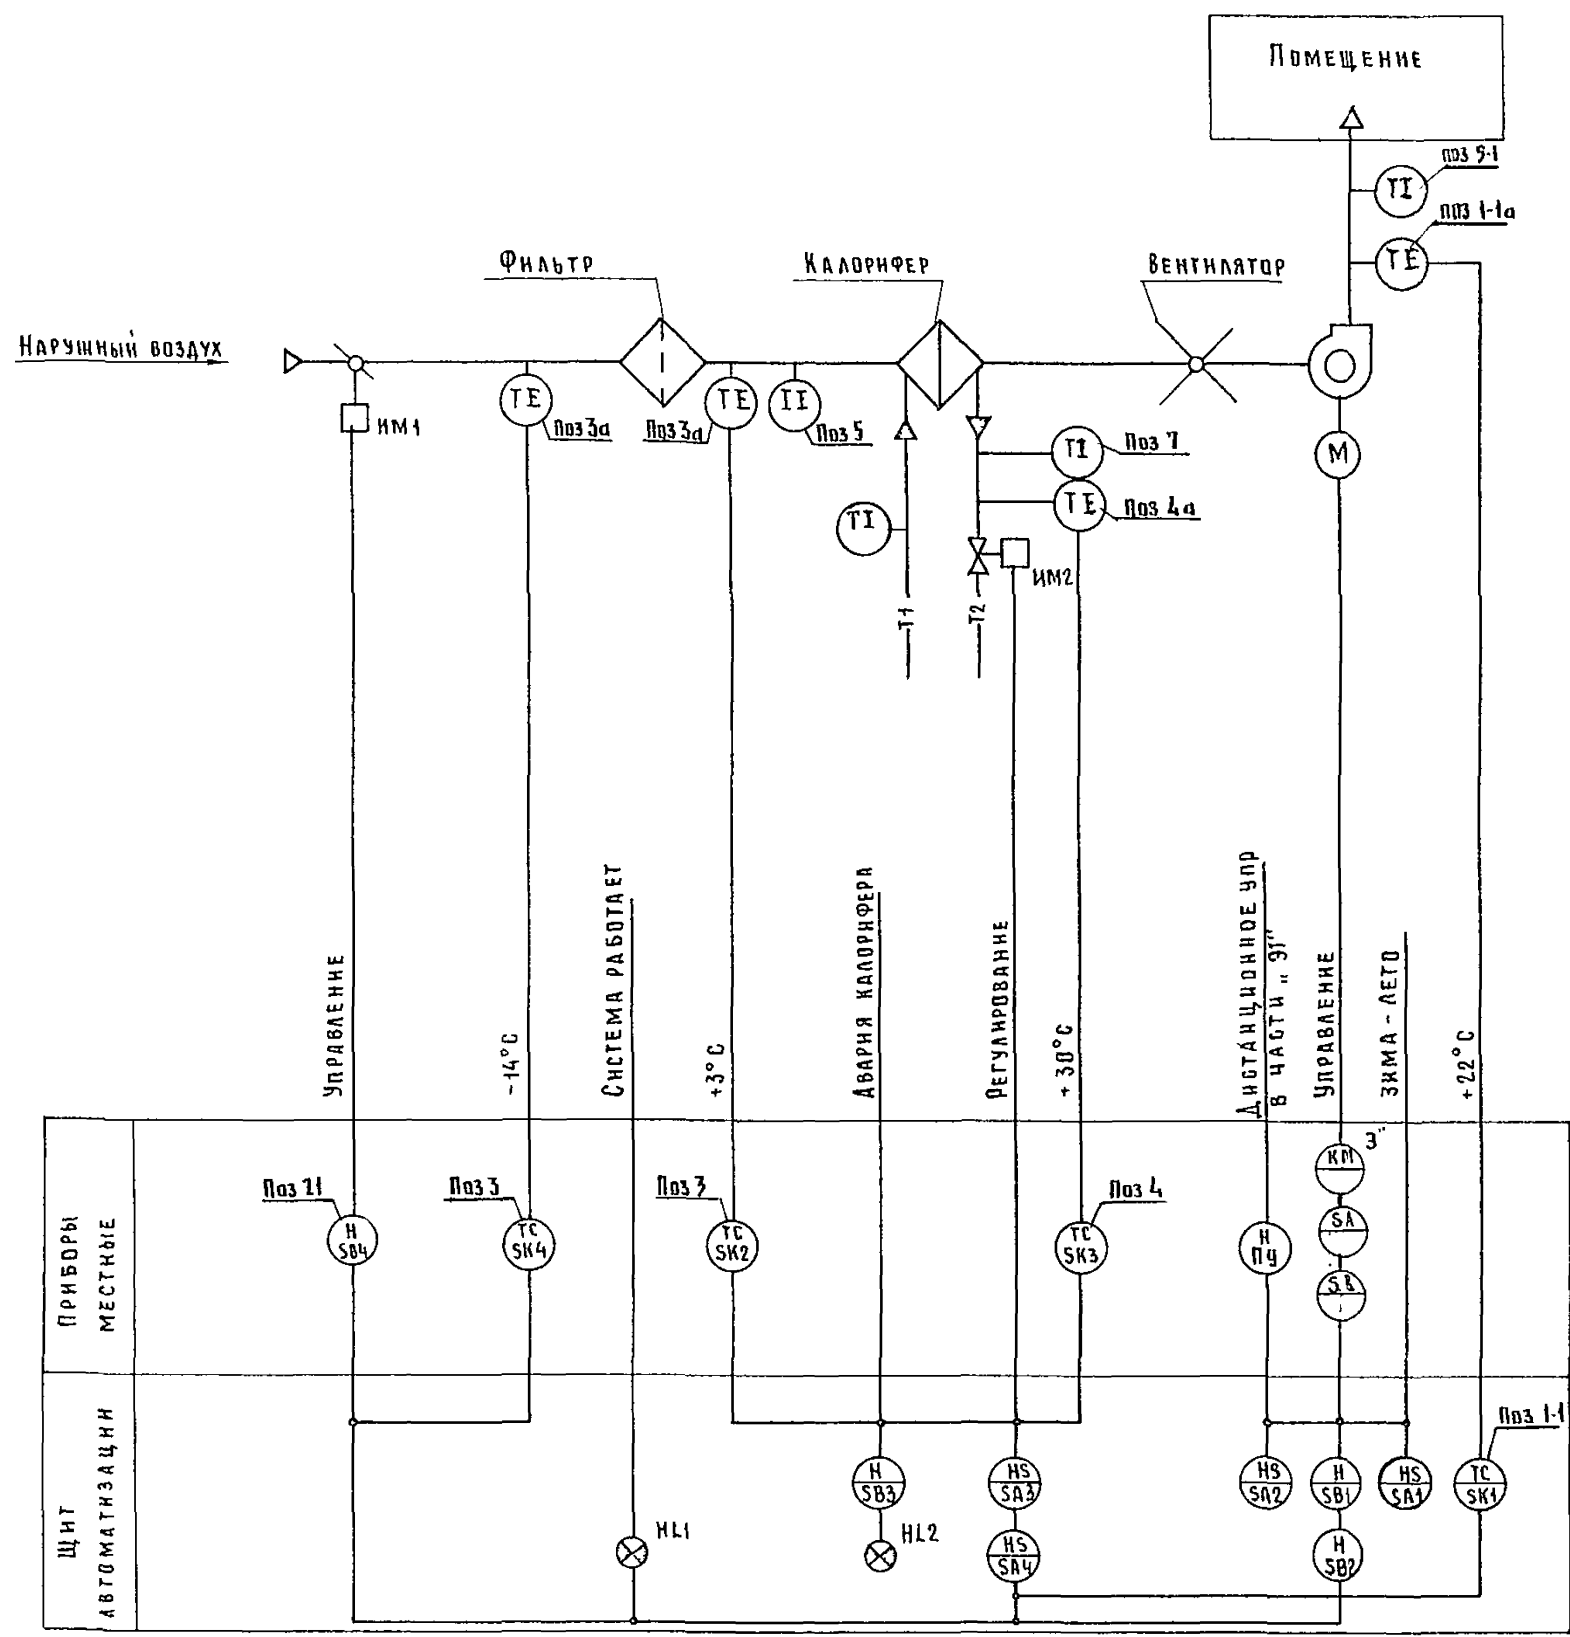 Помещение
поз 5-1
TI
поз 1-1а
TE
Фильтр
Калорифер
Вентилятор
Наружный воздух
ИМ1
TE
Поз 3а
Поз 3а
TE
II
Поз 5
TI
Поз 7
TE
Поз 4а
М
TI
ИМ2
Т1
Т2
Управление
-14°С
Система работает
+3°С
Авария калорифера
Регулирование
+30°С
Дистанционное упр
в части „ЭГ"
Управление
Зима - лето
+22°С
Приборы
местные
Поз 21
H
SB4
Поз 3
TC
SK4
Поз 3
TC
SK2
Поз 4
TC
SK3
Н
ПУ
KM
3"
SA
SB
Щит
автоматизации
HL1
H
SB3
HL2
HS
SA3
HS
SA4
HS
SA2
H
SB1
H
SB2
HS
SA1
Поз 1-1
TC
SK1